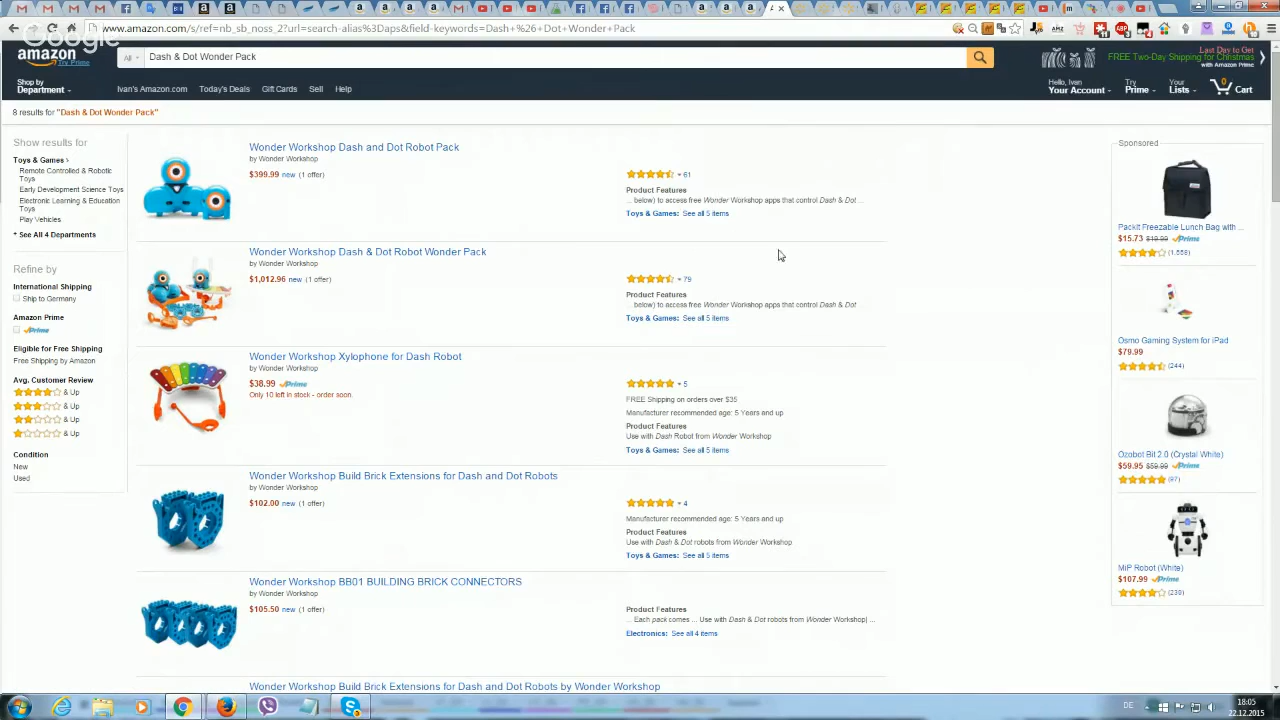 www.amazon.com/s/ref=nb_sb_noss_2?url=search-alias%3Daps&field-keywords=Dash+%26+Dot+Wonder+Pack
Google
amazon
Try Prime
All
Dash & Dot Wonder Pack
Last Day to Get
FREE Two-Day Shipping for Christmas
with Amazon Prime
Shop by
Department
Ivan's Amazon.com
Today's Deals
Gift Cards
Sell
Help
Hello, Ivan
Your Account
Try
Prime
Your
Lists
0
Cart
8 results for "Dash & Dot Wonder Pack"
Show results for
Toys & Games ›
Remote Controlled & Robotic
Toys
Early Development Science Toys
Electronic Learning & Education
Toys
Play Vehicles
+ See All 4 Departments
Refine by
International Shipping
Ship to Germany
Amazon Prime
Prime
Eligible for Free Shipping
Free Shipping by Amazon
Avg. Customer Review
& Up
& Up
& Up
& Up
Condition
New
Used
Wonder Workshop Dash and Dot Robot Pack
by Wonder Workshop
$399.99 new (1 offer)
61
Product Features
... below) to access free Wonder Workshop apps that control Dash & Dot ...
Toys & Games: See all 5 items
Wonder Workshop Dash & Dot Robot Wonder Pack
by Wonder Workshop
$1,012.96 new (1 offer)
79
Product Features
... below) to access free Wonder Workshop apps that control Dash & Dot
Toys & Games: See all 5 items
Wonder Workshop Xylophone for Dash Robot
by Wonder Workshop
$38.99 Prime
Only 10 left in stock - order soon.
5
FREE Shipping on orders over $35
Manufacturer recommended age: 5 Years and up
Product Features
Use with Dash Robot from Wonder Workshop
Toys & Games: See all 5 items
Wonder Workshop Build Brick Extensions for Dash and Dot Robots
by Wonder Workshop
$102.00 new (1 offer)
4
Manufacturer recommended age: 5 Years and up
Product Features
Use with Dash & Dot robots from Wonder Workshop
Toys & Games: See all 5 items
Wonder Workshop BB01 BUILDING BRICK CONNECTORS
by Wonder Workshop
$105.50 new (1 offer)
Product Features
... Each pack comes ... Use with Dash & Dot robots from Wonder Workshop| ...
Electronics: See all 4 items
Wonder Workshop Build Brick Extensions for Dash and Dot Robots by Wonder Workshop
Sponsored
PackIt Freezable Lunch Bag with ...
$15.73 $19.99 Prime
(1,558)
Osmo Gaming System for iPad
$79.99
(244)
Ozobot Bit 2.0 (Crystal White)
$59.95 $59.99 Prime
(97)
MiP Robot (White)
$107.99 Prime
(239)
DE
18:05
22.12.2015